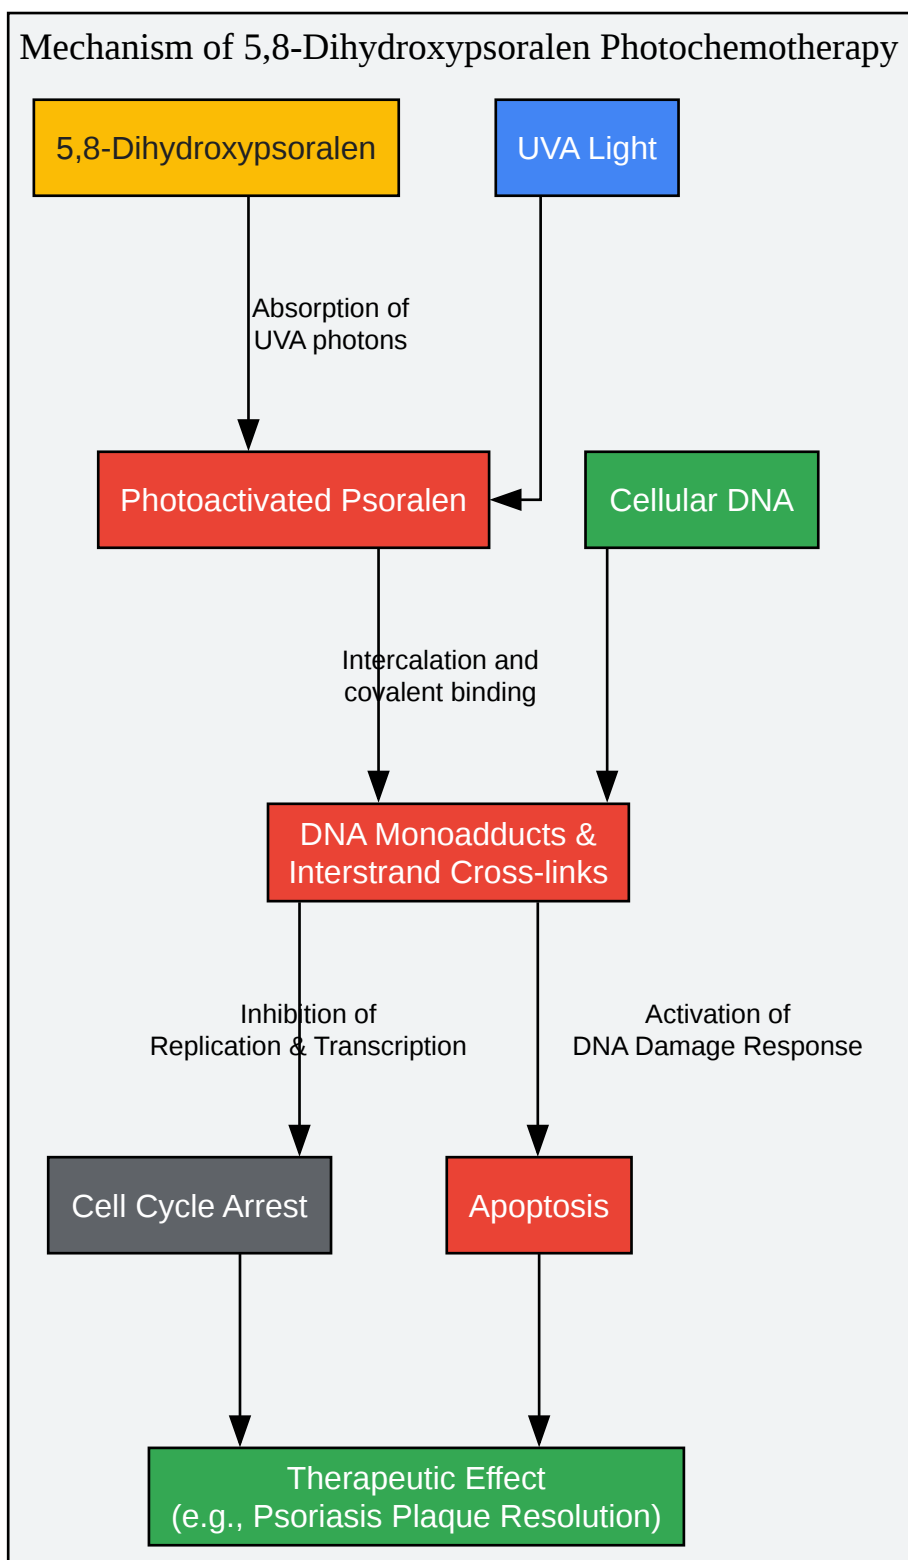 Mechanism of 5,8-Dihydroxypsoralen Photochemotherapy
5,8-Dihydroxypsoralen
UVA Light
Absorption of
UVA photons
Photoactivated Psoralen
Cellular DNA
Intercalation and
covalent binding
DNA Monoadducts &
Interstrand Cross-links
Inhibition of
Replication & Transcription
Activation of
DNA Damage Response
Cell Cycle Arrest
Apoptosis
Therapeutic Effect
(e.g., Psoriasis Plaque Resolution)